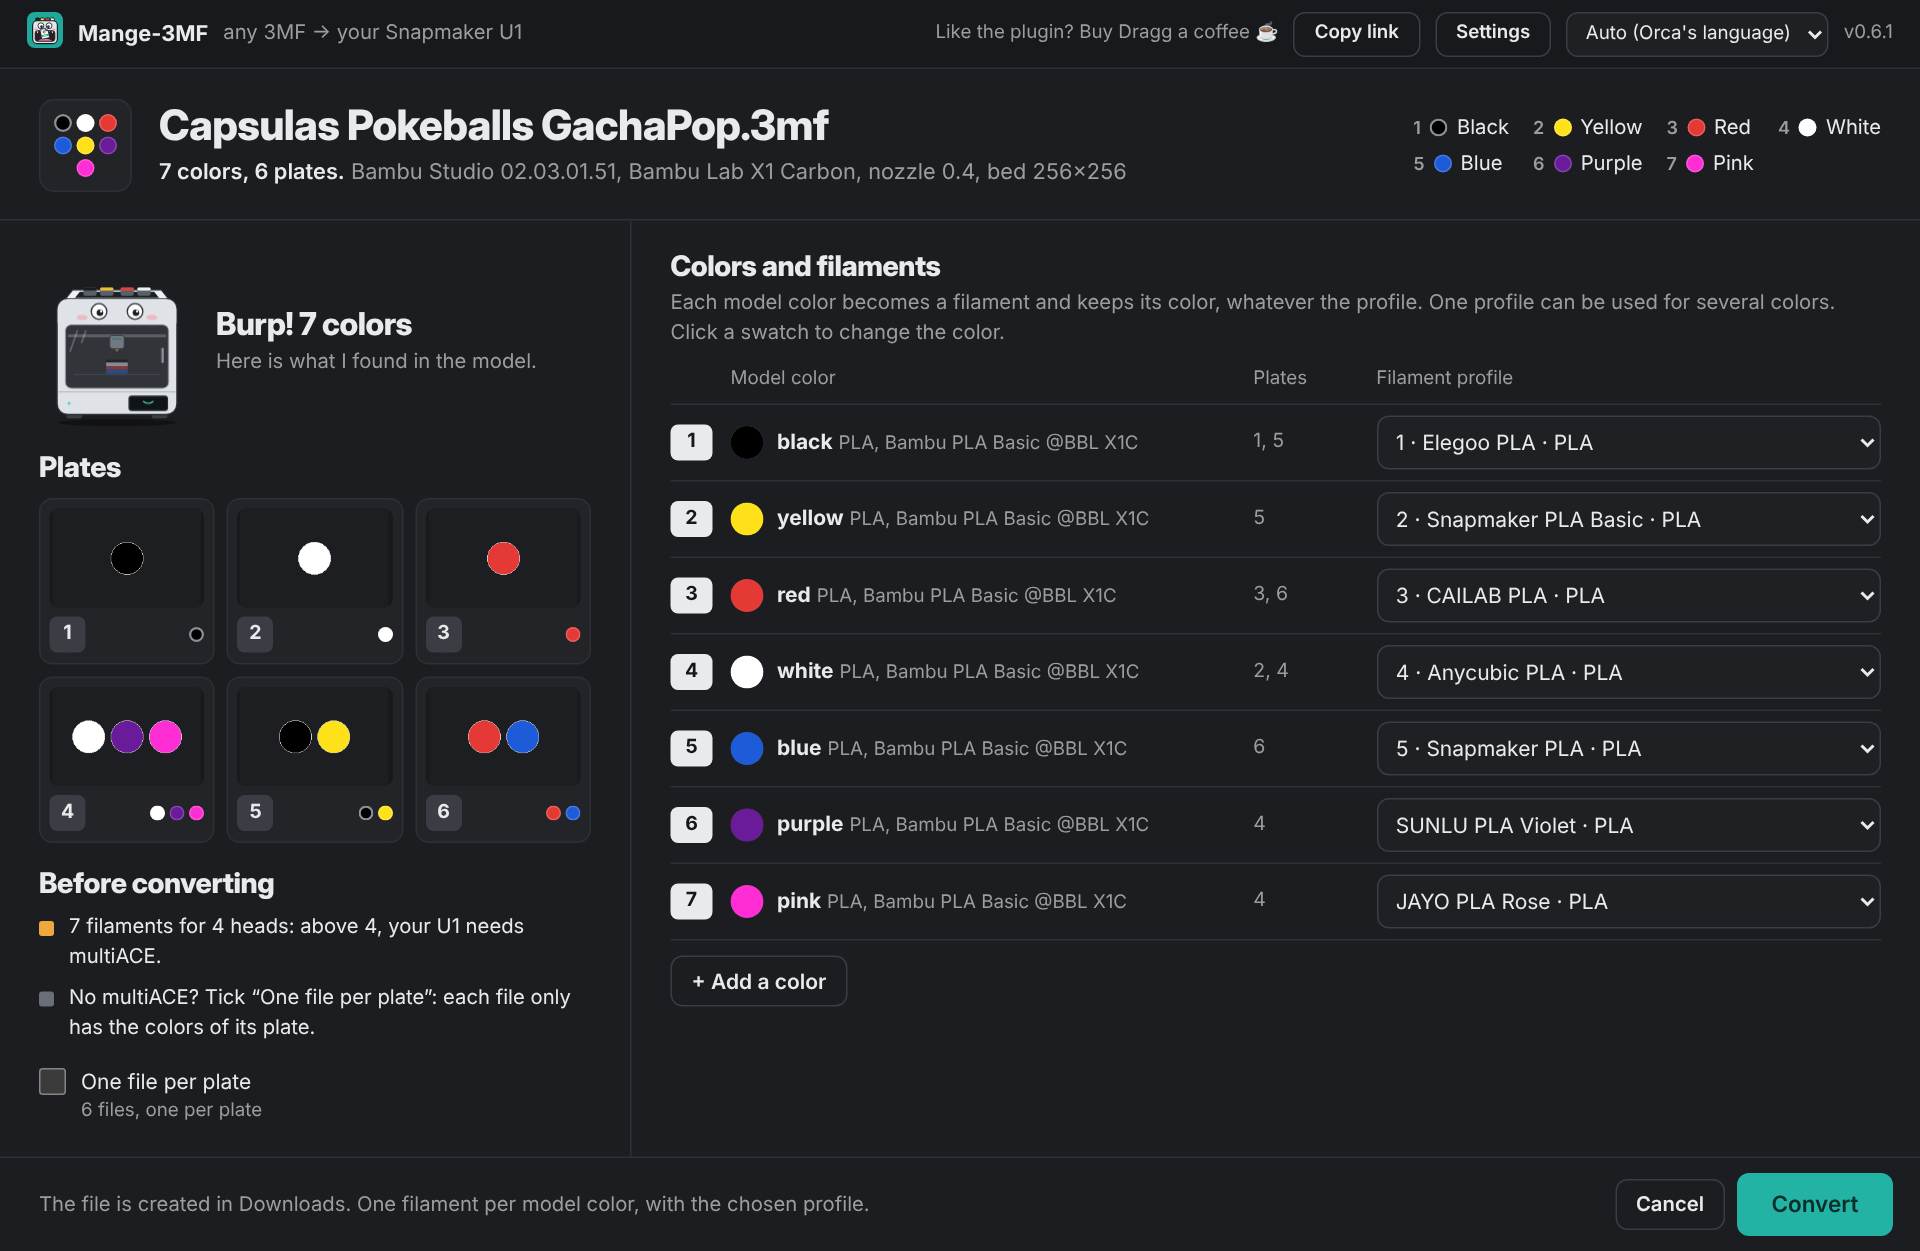 Mange-3MF any 3MF → your Snapmaker U1
Like the plugin? Buy Dragg a coffee ☕
Copy link
Settings
Auto (Orca's language)
v0.6.1
Capsulas Pokeballs GachaPop.3mf
7 colors, 6 plates. Bambu Studio 02.03.01.51, Bambu Lab X1 Carbon, nozzle 0.4, bed 256×256
1 Black 2 Yellow 3 Red 4 White
5 Blue 6 Purple 7 Pink
Burp! 7 colors
Here is what I found in the model.
Plates
1 2 3
4 5 6
Before converting
7 filaments for 4 heads: above 4, your U1 needs
multiACE.
No multiACE? Tick “One file per plate”: each file only
has the colors of its plate.
One file per plate
6 files, one per plate
Colors and filaments
Each model color becomes a filament and keeps its color, whatever the profile. One profile can be used for several colors.
Click a swatch to change the color.
Model color Plates Filament profile
1 black PLA, Bambu PLA Basic @BBL X1C 1, 5 1 · Elegoo PLA · PLA
2 yellow PLA, Bambu PLA Basic @BBL X1C 5 2 · Snapmaker PLA Basic · PLA
3 red PLA, Bambu PLA Basic @BBL X1C 3, 6 3 · CAILAB PLA · PLA
4 white PLA, Bambu PLA Basic @BBL X1C 2, 4 4 · Anycubic PLA · PLA
5 blue PLA, Bambu PLA Basic @BBL X1C 6 5 · Snapmaker PLA · PLA
6 purple PLA, Bambu PLA Basic @BBL X1C 4 SUNLU PLA Violet · PLA
7 pink PLA, Bambu PLA Basic @BBL X1C 4 JAYO PLA Rose · PLA
+ Add a color
The file is created in Downloads. One filament per model color, with the chosen profile.
Cancel
Convert